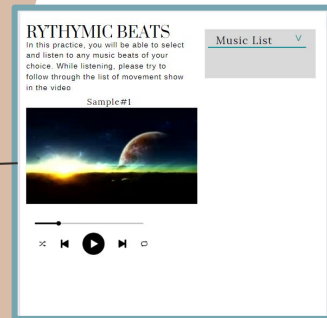 RYTHYMIC BEATS
In this practice, you will be able to select
and listen to any music beats of your
choice. While listening, please try to
follow through the list of movement show
in the video
Sample#1
Music List V